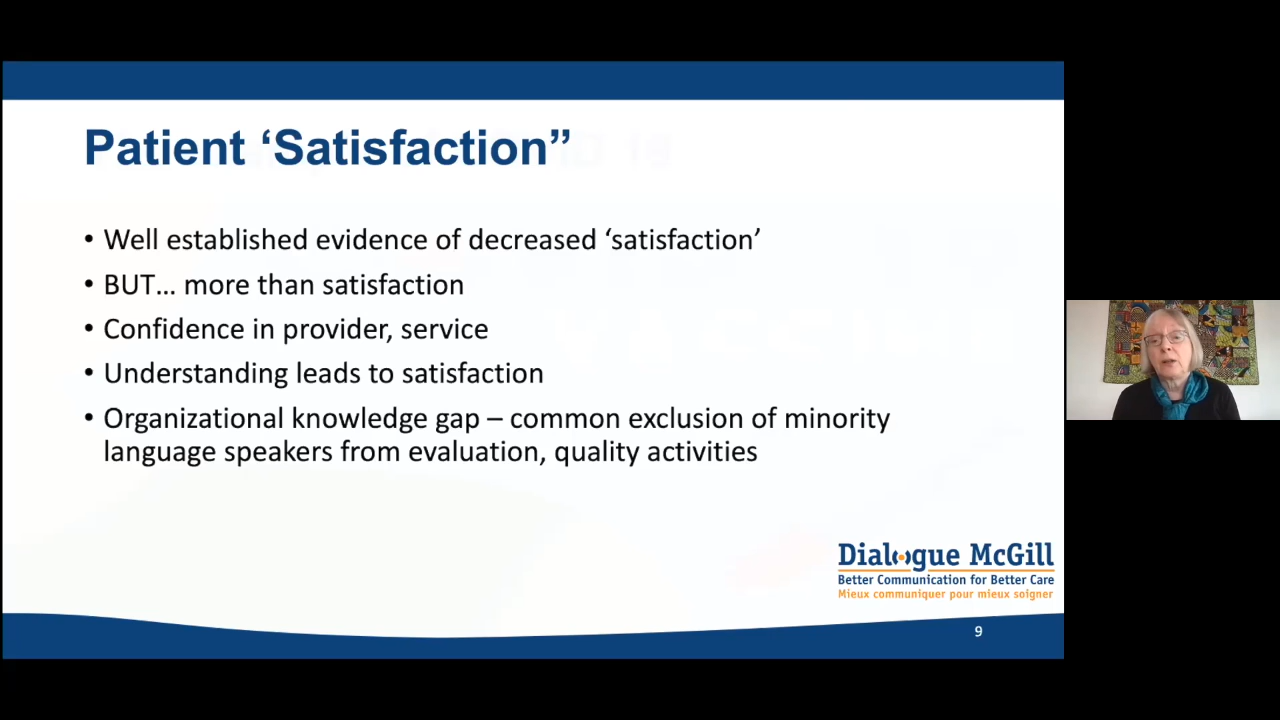 Patient ‘Satisfaction”
• Well established evidence of decreased ‘satisfaction’
• BUT… more than satisfaction
• Confidence in provider, service
• Understanding leads to satisfaction
• Organizational knowledge gap – common exclusion of minority
language speakers from evaluation, quality activities
Dialogue McGill
Better Communication for Better Care
Mieux communiquer pour mieux soigner
9